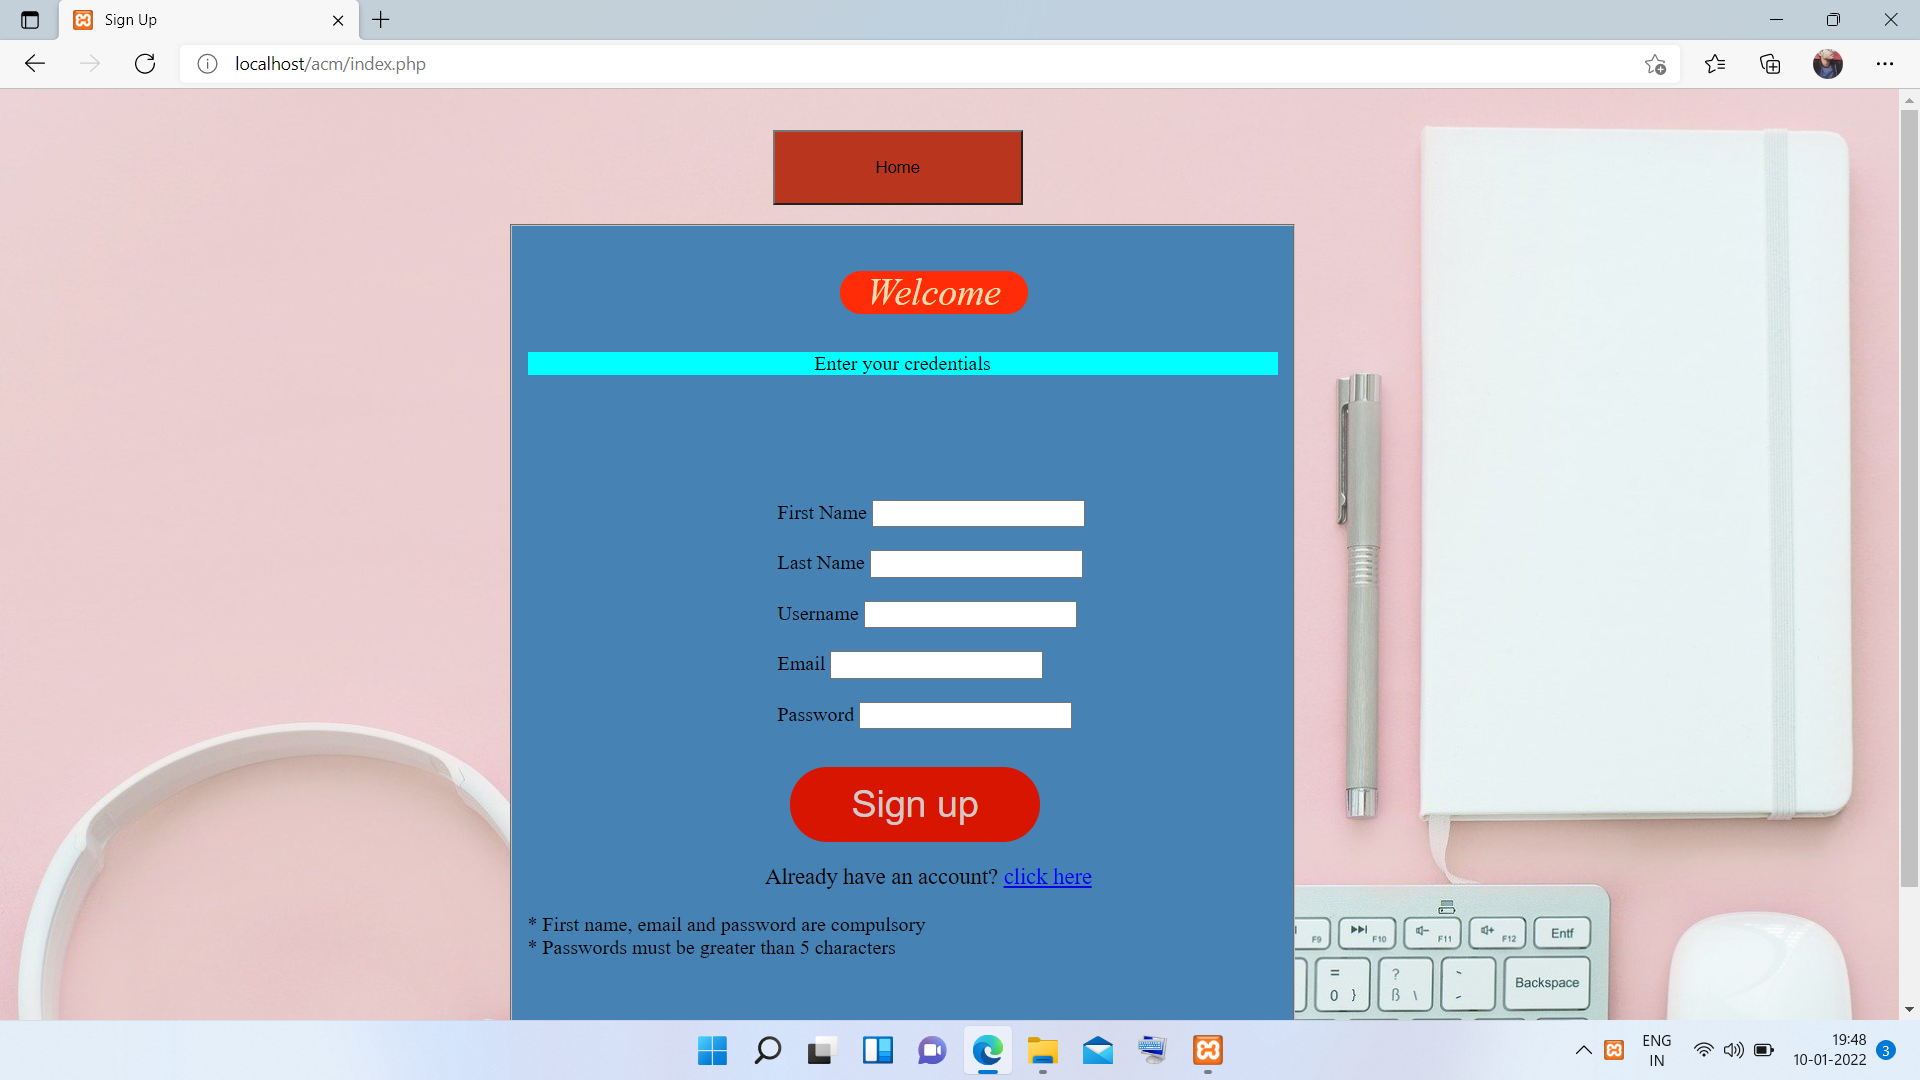 Sign Up
localhost/acm/index.php
Home
Welcome
Enter your credentials
First Name
Last Name
Username
Email
Password
Sign up
Already have an account? click here
* First name, email and password are compulsory
* Passwords must be greater than 5 characters
F9
F10
F11
F12
Entf
=
0 }
?
ß \
Backspace
ENG
IN
19:48
10-01-2022
3